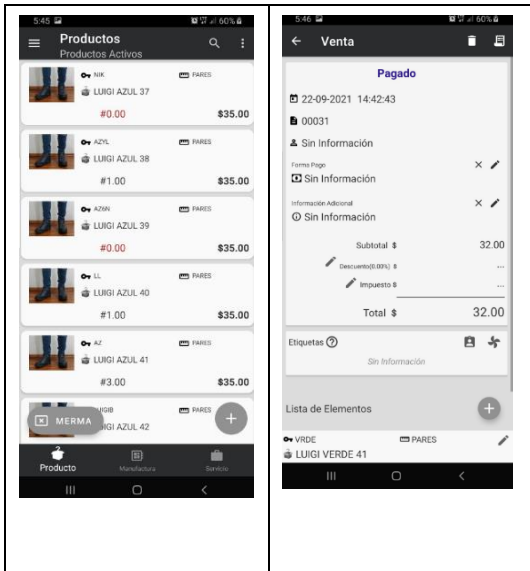 5:45
60%
Productos
Productos Activos
NIK
PARES
LUIGI AZUL 37
#0.00
$35.00
AZYL
PARES
LUIGI AZUL 38
#1.00
$35.00
AZ6N
PARES
LUIGI AZUL 39
#0.00
$35.00
LL
PARES
LUIGI AZUL 40
#1.00
$35.00
AZ
PARES
LUIGI AZUL 41
#3.00
$35.00
PARES
LUIGI AZUL 42
MERMA
Producto
Manufactura
Servicio
5:46
60%
Venta
Pagado
22-09-2021 14:42:43
00031
Sin Información
Forma Pago
Sin Información
Información Adicional
Sin Información
Subtotal $ 32.00
Descuento(0.00%) $ ...
Impuesto $ ...
Total $ 32.00
Etiquetas
Sin Información
Lista de Elementos
VRDE
PARES
LUIGI VERDE 41